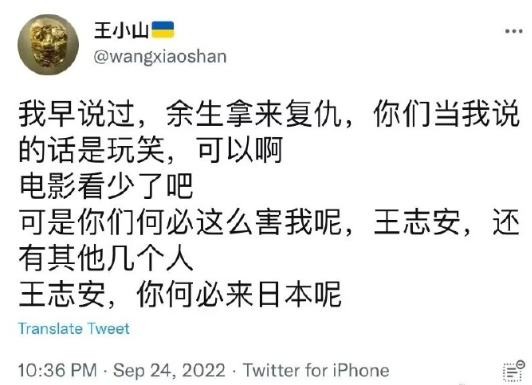 王小山🇺🇦
@wangxiaoshan
我早说过，余生拿来复仇，你们当我说
的话是玩笑，可以啊
电影看少了吧
可是你们何必这么害我呢，王志安，还
有其他几个人
王志安，你何必来日本呢
Translate Tweet
10:36 PM · Sep 24, 2022 · Twitter for iPhone